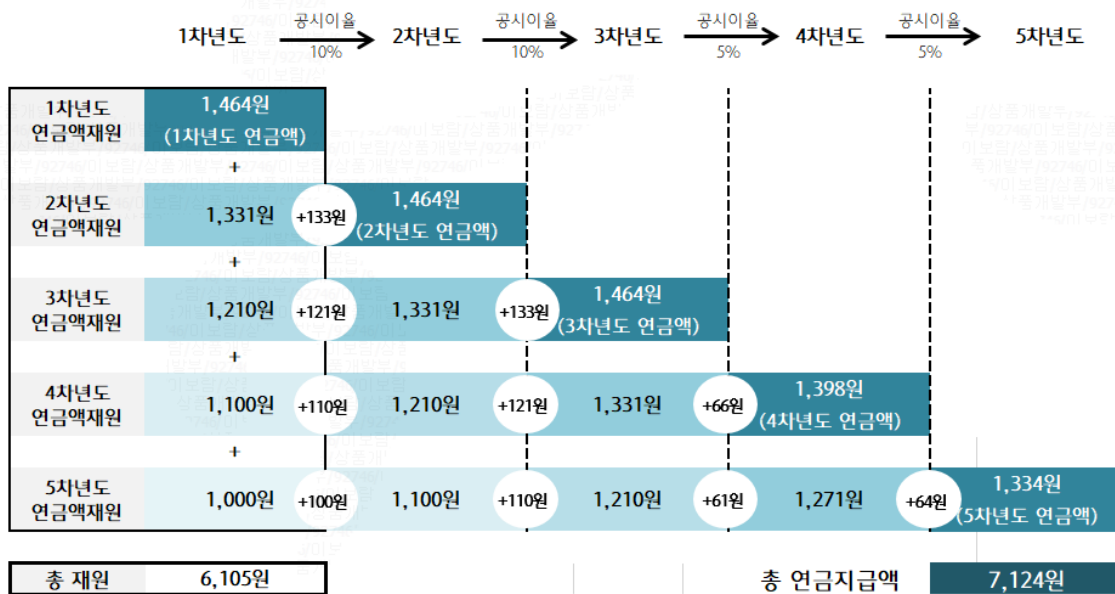 공시이율 공시이율 공시이율 공시이율
1차년도 2차년도 3차년도 4차년도 5차년도
10% 10% 5% 5%
1차년도
연금액재원
1,464원
(1차년도 연금액)
+
2차년도
연금액재원
1,331원
+133원
1,464원
(2차년도 연금액)
+
3차년도
연금액재원
1,210원
+121원
1,331원
+133원
1,464원
(3차년도 연금액)
+
4차년도
연금액재원
1,100원
+110원
1,210원
+121원
1,331원
+66원
1,398원
(4차년도 연금액)
+
5차년도
연금액재원
1,000원
+100원
1,100원
+110원
1,210원
+61원
1,271원
+64원
1,334원
(5차년도 연금액)
총 재원 6,105원
총 연금지급액 7,124원